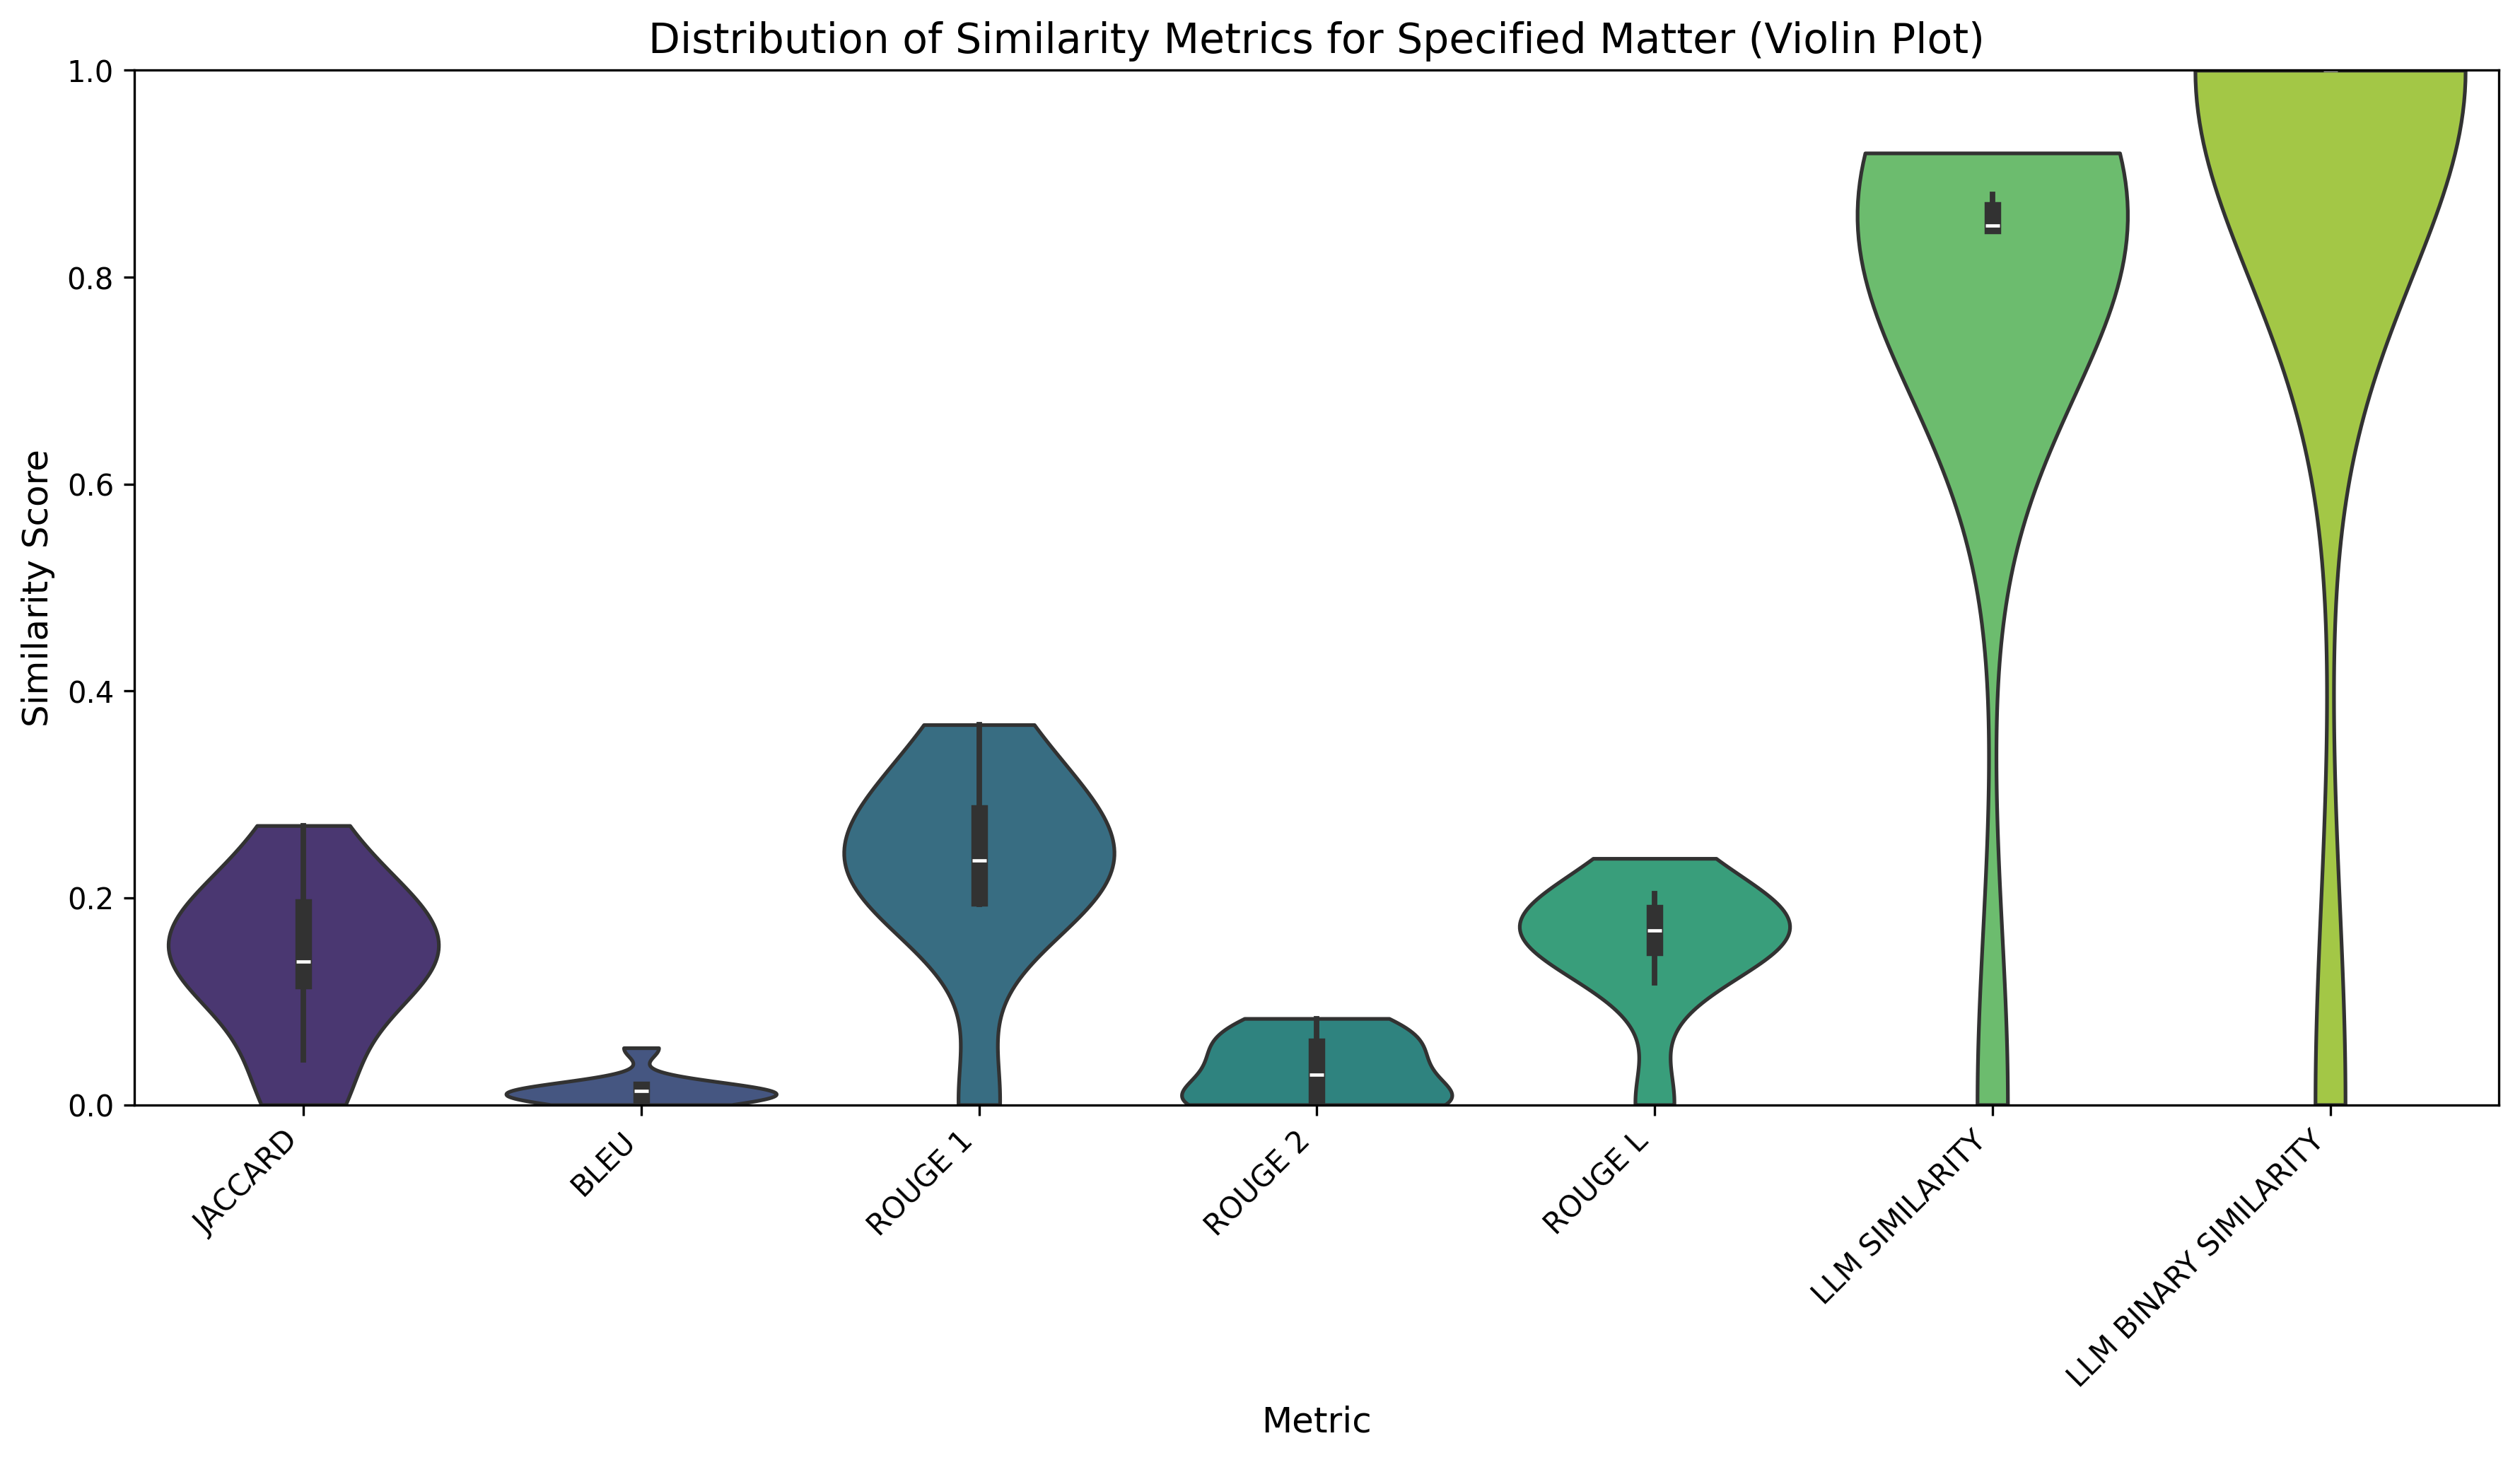 Distribution of Similarity Metrics for Specified Matter (Violin Plot)
1.0
0.8
0.6
0.4
0.2
0.0
Similarity Score
JACCARD
BLEU
ROUGE 1
ROUGE 2
ROUGE L
LLM SIMILARITY
LLM BINARY SIMILARITY
Metric